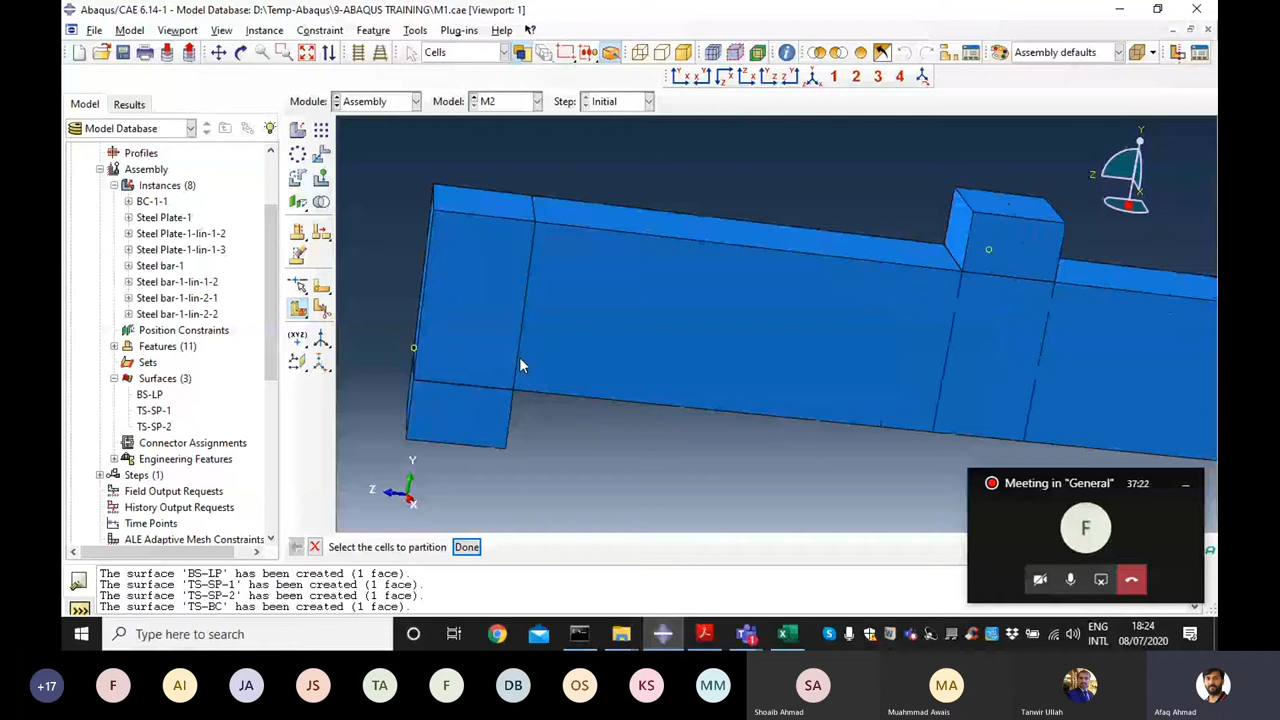 Abaqus/CAE 6.14-1 - Model Database: D:\Temp-Abaqus\9-ABAQUS TRAINING\M1.cae [Viewport: 1]
File Model Viewport View Instance Constraint Feature Tools Plug-ins Help
Cells
Assembly defaults
1 2 3 4
Model Results
Module: Assembly Model: M2 Step: Initial
Model Database
Profiles
Assembly
Instances (8)
BC-1-1
Steel Plate-1
Steel Plate-1-lin-1-2
Steel Plate-1-lin-1-3
Steel bar-1
Steel bar-1-lin-1-2
Steel bar-1-lin-2-1
Steel bar-1-lin-2-2
Position Constraints
Features (11)
Sets
Surfaces (3)
BS-LP
TS-SP-1
TS-SP-2
Connector Assignments
Engineering Features
Steps (1)
Field Output Requests
History Output Requests
Time Points
ALE Adaptive Mesh Constraints
(XYZ)
Y
Z
X
Y
Z
X
Select the cells to partition Done
The surface 'BS-LP' has been created (1 face).
The surface 'TS-SP-1' has been created (1 face).
The surface 'TS-SP-2' has been created (1 face).
The surface 'TS-BC' has been created (1 face).
Meeting in "General" 37:22
F
Type here to search
ENG
INTL
18:24
08/07/2020
+17 F AI JA JS TA F DB OS KS MM SA MA
Shoaib Ahmad
Muahmmad Awais
Tanwir Ullah
Afaq Ahmad